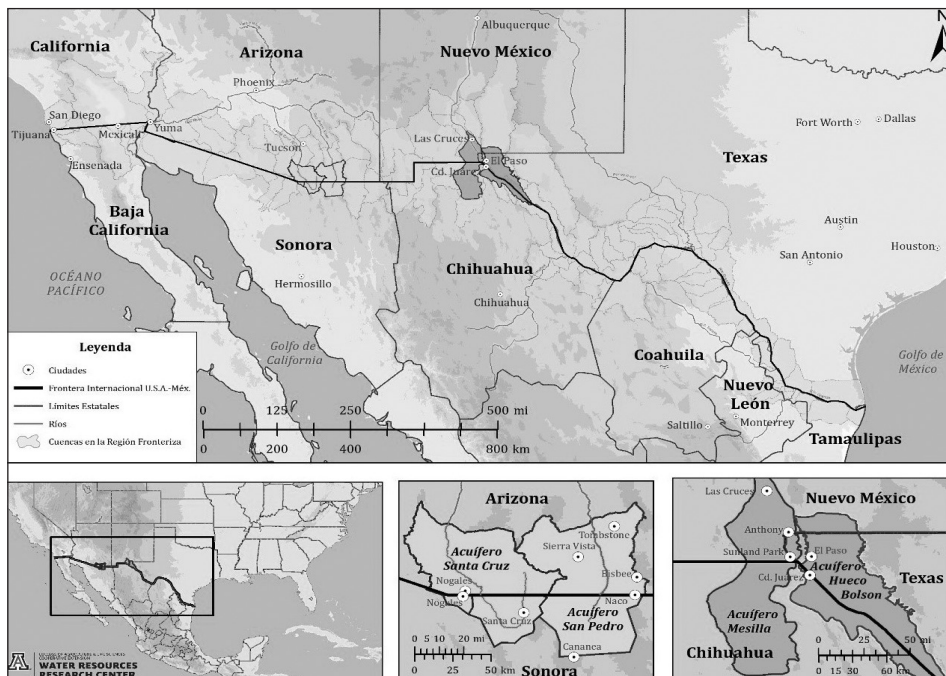 California
Arizona
Nuevo México
Albuquerque
N
Phoenix
San Diego
Tijuana
Mexicali
Yuma
Ensenada
Tucson
Las Cruces
El Paso
Cd. Juárez
Fort Worth
Dallas
Texas
Austin
San Antonio
Houston
Baja
California
Sonora
Hermosillo
Chihuahua
Chihuahua
OCÉANO
PACÍFICO
Golfo de
California
Coahuila
Nuevo
León
Saltillo
Monterrey
Tamaulipas
Golfo de
México
Leyenda
Ciudades
Frontera Internacional U.S.A.-Méx.
Límites Estatales
Ríos
Cuencas en la Región Fronteriza
0 125 250 500 mi
0 200 400 800 km
A
WATER RESOURCES
RESEARCH CENTER
Arizona
Tombstone
Sierra Vista
Acuífero
Santa Cruz
Bisbee
Nogales
Nogales
Naco
Santa Cruz
Acuífero
San Pedro
Cananea
0 5 10 20 mi
0 12.5 25 50 km
Sonora
Las Cruces
Nuevo México
Anthony
Sunland Park
El Paso
Acuífero
Hueco
Bolson
Cd. Juárez
Texas
Acuífero
Mesilla
Chihuahua
0 25 50 mi
0 15 30 60 km